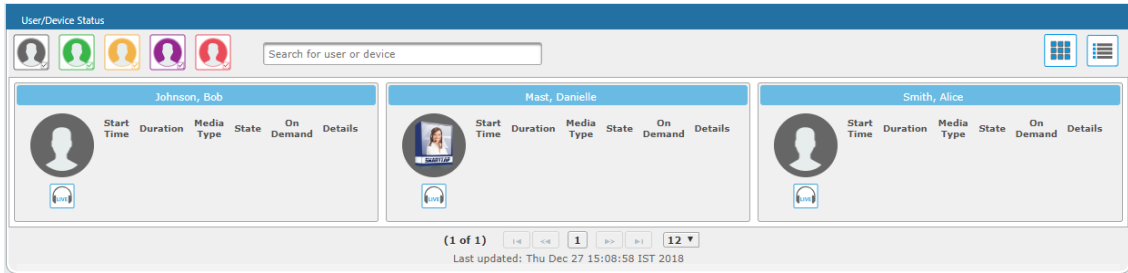 User/Device Status
Search for user or device
Johnson, Bob
Start Time Duration Media Type State On Demand Details
LIVE
Mast, Danielle
Start Time Duration Media Type State On Demand Details
SMARTTAP
LIVE
Smith, Alice
Start Time Duration Media Type State On Demand Details
LIVE
(1 of 1) 1 12
Last updated: Thu Dec 27 15:08:58 IST 2018